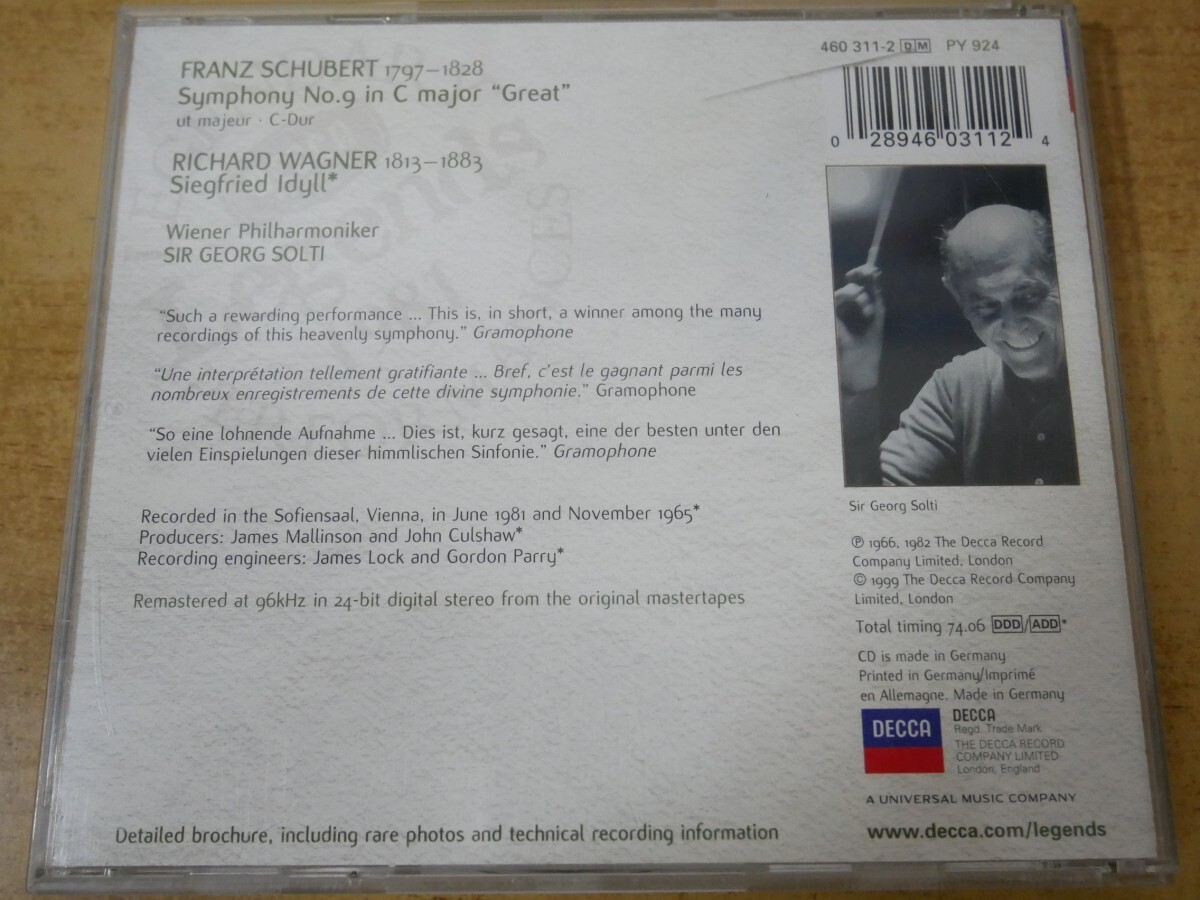 FRANZ SCHUBERT 1797–1828
Symphony No.9 in C major “Great”
ut majeur · C-Dur
RICHARD WAGNER 1813–1883
Siegfried Idyll*
Wiener Philharmoniker
SIR GEORG SOLTI
“Such a rewarding performance ... This is, in short, a winner among the many
recordings of this heavenly symphony.” Gramophone
“Une interprétation tellement gratifiante ... Bref, c’est le gagnant parmi les
nombreux enregistrements de cette divine symphonie.” Gramophone
“So eine lohnende Aufnahme ... Dies ist, kurz gesagt, eine der besten unter den
vielen Einspielungen dieser himmlischen Sinfonie.” Gramophone
Recorded in the Sofiensaal, Vienna, in June 1981 and November 1965*
Producers: James Mallinson and John Culshaw*
Recording engineers: James Lock and Gordon Parry*
Remastered at 96kHz in 24-bit digital stereo from the original mastertapes
Detailed brochure, including rare photos and technical recording information
460 311-2 DM PY 924
0 28946 03112 4
Sir Georg Solti
℗ 1966, 1982 The Decca Record
Company Limited, London
© 1999 The Decca Record Company
Limited, London
Total timing 74.06 DDD/ADD*
CD is made in Germany
Printed in Germany/Imprimé
en Allemagne. Made in Germany
DECCA
DECCA
Regd. Trade Mark
THE DECCA RECORD
COMPANY LIMITED
London, England
A UNIVERSAL MUSIC COMPANY
www.decca.com/legends